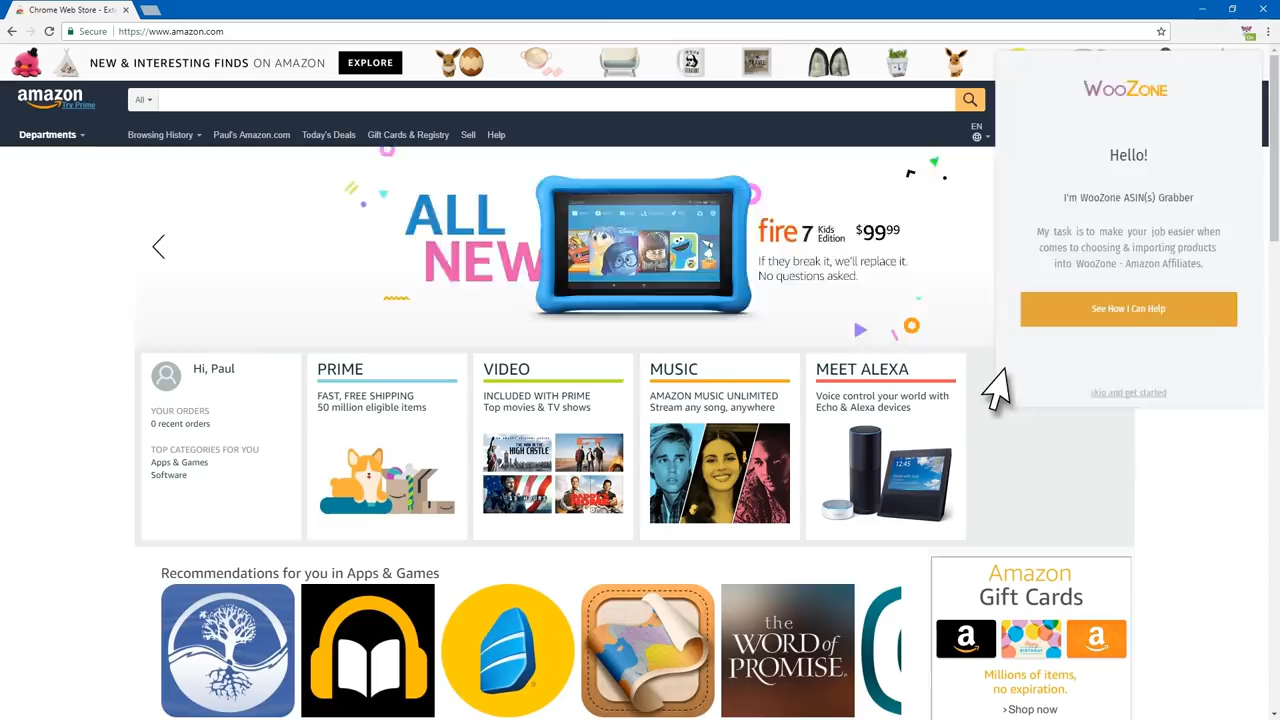 Chrome Web Store - Exte
Secure
https://www.amazon.com
NEW & INTERESTING FINDS ON AMAZON
EXPLORE
amazon
Try Prime
All
Departments
Browsing History
Paul's Amazon.com
Today's Deals
Gift Cards & Registry
Sell
Help
EN
WooZone
Hello!
I'm WooZone ASIN(s) Grabber
My task is to make your job easier when
comes to choosing & importing products
into WooZone - Amazon Affiliates.
See How I Can Help
skip and get started
ALL
NEW
fire 7 Kids Edition $99.99
If they break it, we'll replace it.
No questions asked.
Hi, Paul
YOUR ORDERS
0 recent orders
TOP CATEGORIES FOR YOU
Apps & Games
Software
PRIME
FAST, FREE SHIPPING
50 million eligible items
VIDEO
INCLUDED WITH PRIME
Top movies & TV shows
HIGH CASTLE
MUSIC
AMAZON MUSIC UNLIMITED
Stream any song, anywhere
MEET ALEXA
Voice control your world with
Echo & Alexa devices
12:45
Recommendations for you in Apps & Games
the
WORD of
PROMISE
Amazon
Gift Cards
Millions of items,
no expiration.
›Shop now